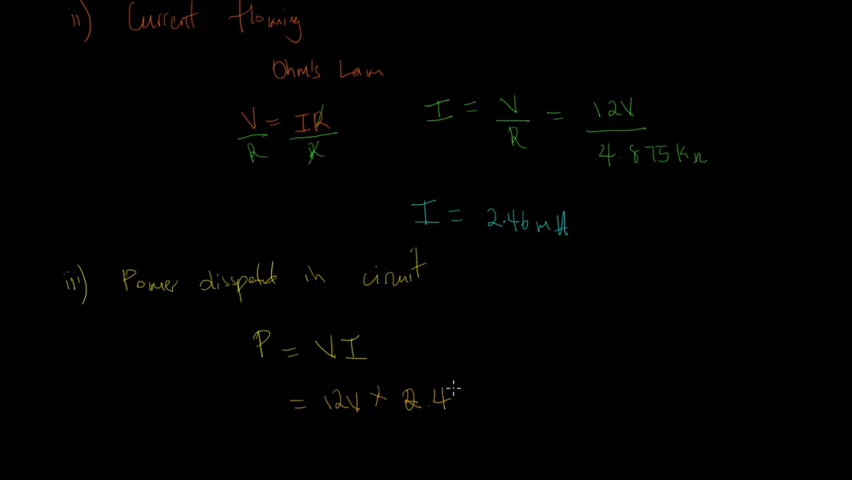 ii) Current flowing
Ohm's Law
V/R = IR/R
I = V/R = 12V/4.875KΩ
I = 2.46mA
iii) Power in circuit
P = VI
= 12V × 2.4